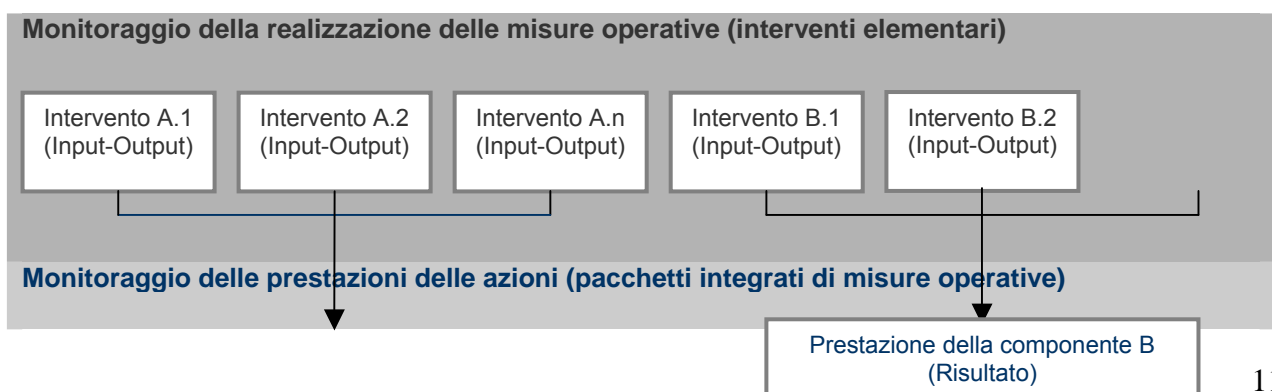 Monitoraggio della realizzazione delle misure operative (interventi elementari)
Intervento A.1
(Input-Output)
Intervento A.2
(Input-Output)
Intervento A.n
(Input-Output)
Intervento B.1
(Input-Output)
Intervento B.2
(Input-Output)
Monitoraggio delle prestazioni delle azioni (pacchetti integrati di misure operative)
Prestazione della componente B
(Risultato)